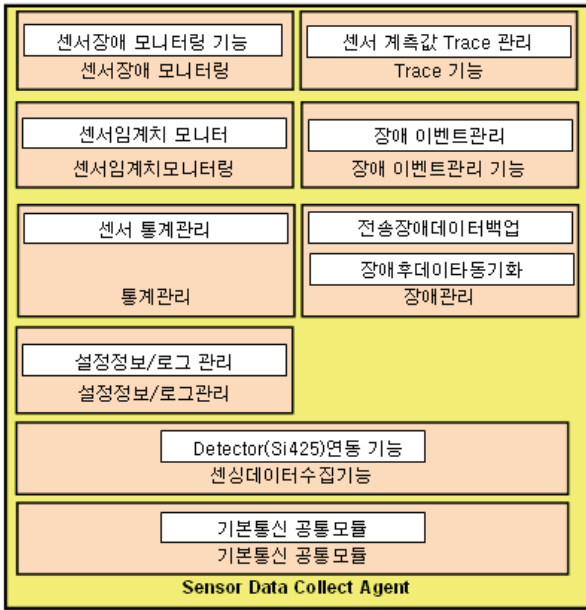 센서장애 모니터링 기능
센서장애 모니터링
센서 계측값 Trace 관리
Trace 기능
센서임계치 모니터
센서임계치모니터링
장애 이벤트관리
장애 이벤트관리 기능
센서 통계관리
통계관리
전송장애데이터백업
장애후데이타동기화
장애관리
설정정보/로그 관리
설정정보/로그관리
Detector(Si425)연동 기능
센싱데이터수집기능
기본통신 공통모듈
기본통신 공통모듈
Sensor Data Collect Agent